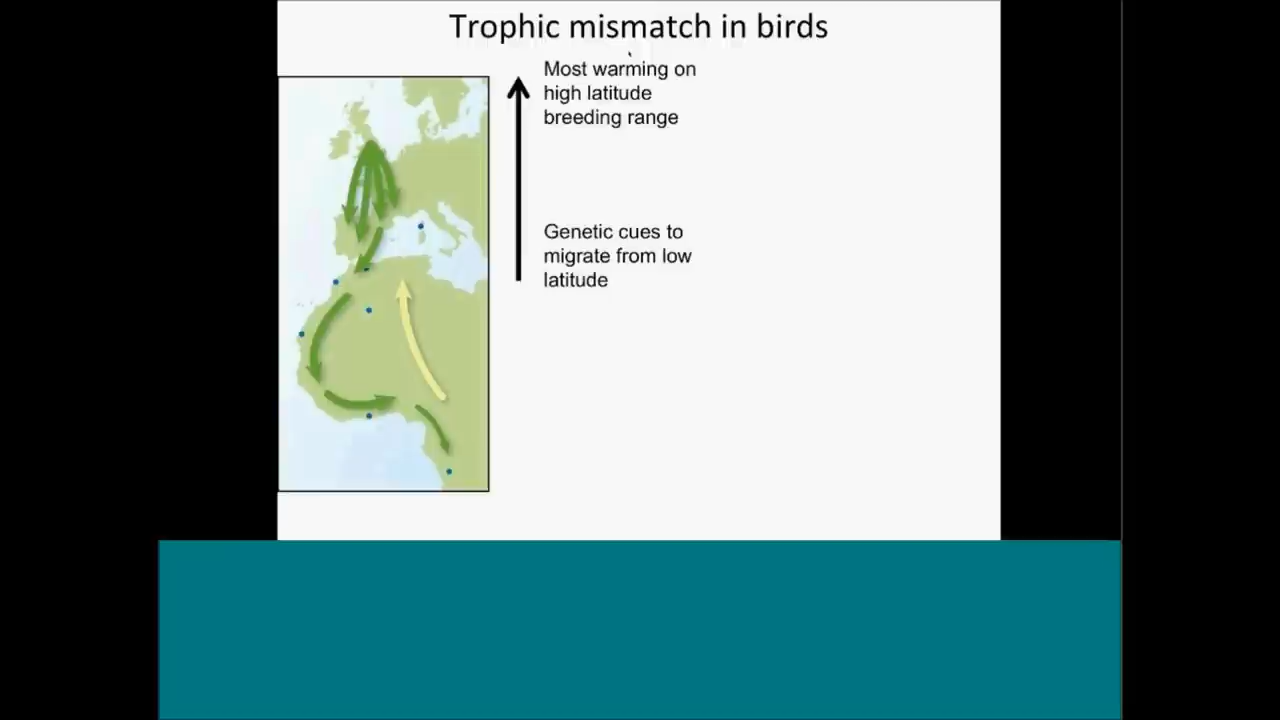 Trophic mismatch in birds
Most warming on
high latitude
breeding range
Genetic cues to
migrate from low
latitude